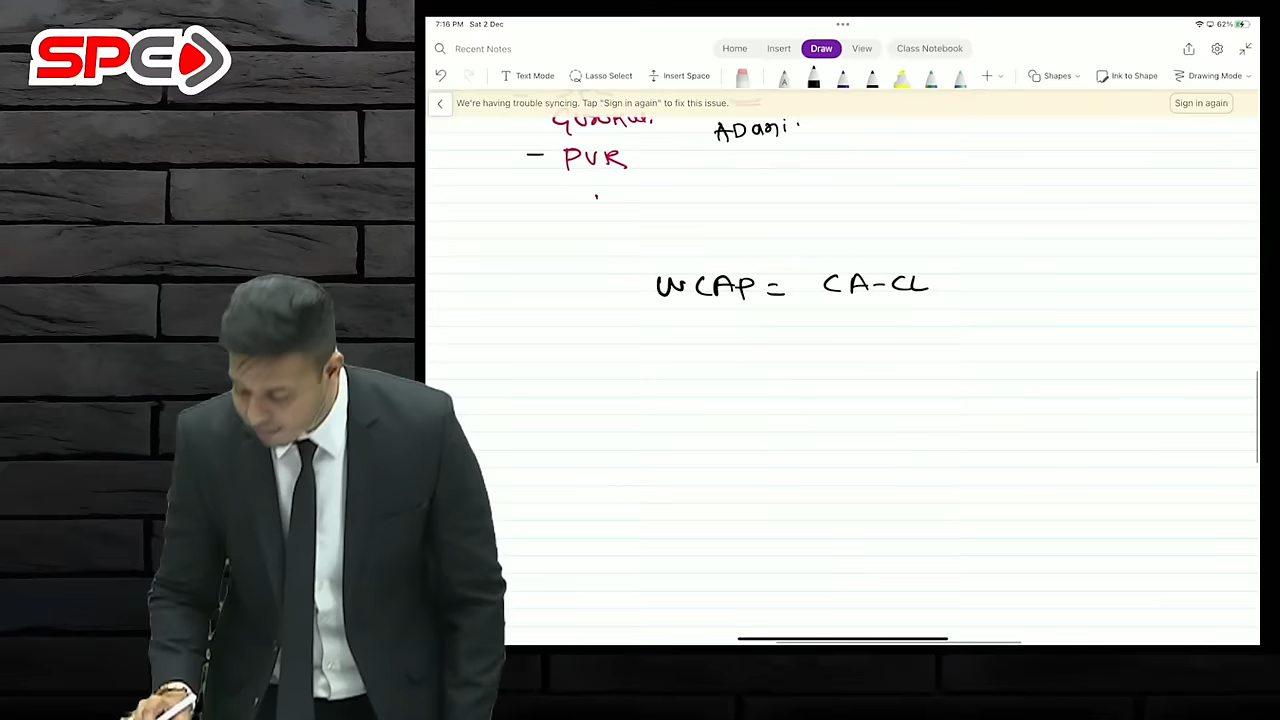 SPC
7:16 PM Sat 2 Dec
62%
Recent Notes
Home Insert Draw View Class Notebook
Text Mode Lasso Select Insert Space Shapes Ink to Shape Drawing Mode
We're having trouble syncing. Tap "Sign in again" to fix this issue. Sign in again
ADani.
- PVR
WCAP = CA-CL